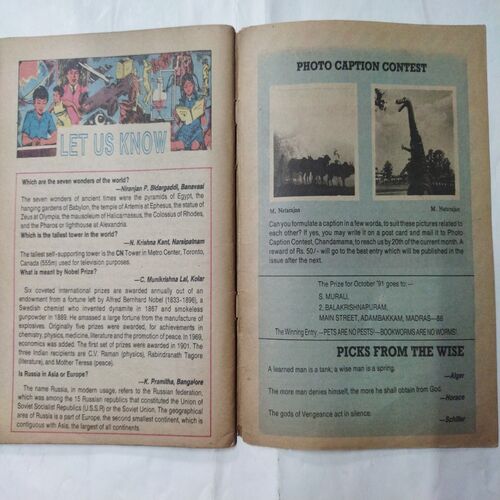 LET US KNOW
Which are the seven wonders of the world?
—Niranjan P. Bidargaddi, Banavasi
The seven wonders of ancient times were the pyramids of Egypt, the
hanging gardens of Babylon, the temple of Artemis at Ephesus, the statue of
Zeus at Olympia, the mausoleum of Halicarnassus, the Colossus of Rhodes,
and the Pharos or lighthouse at Alexandria.
Which is the tallest tower in the world?
—N. Krishna Kant, Narsipatnam
The tallest self-supporting tower is the CN Tower in Metro Center, Toronto,
Canada (555m) used for television purposes.
What is meant by Nobel Prize?
—C. Munikrishna Lal, Kolar
Six coveted international prizes are awarded annually out of an
endowment from a fortune left by Alfred Bernhard Nobel (1833-1896), a
Swedish chemist who invented dynamite in 1867 and smokeless
gunpowder in 1889. He amassed a large fortune from the manufacture of
explosives. Originally five prizes were awarded, for achievements in
chemistry, physics, medicine, literature and the promotion of peace. In 1969,
economics was added. The first set of prizes were awarded in 1901. The
three Indian recipients are C.V. Raman (physics), Rabindranath Tagore
(literature), and Mother Teresa (peace).
Is Russia in Asia or Europe?
—K. Pramilha, Bangalore
The name Russia, in modern usage, refers to the Russian federation,
which was among the 15 Russian republics that constituted the Union of
Soviet Socialist Republics (U.S.S.R) or the Soviet Union. The geographical
area of Russia is a part of Europe, the second smallest continent, which is
contiguous with Asia, the largest of all continents.
PHOTO CAPTION CONTEST
M. Natarajan
M. Natarajan
Can you formulate a caption in a few words, to suit these pictures related
to each other? If yes, you may write it on a post card and mail it to Photo
Caption Contest, Chandamama, to reach us by 20th of the current month. A
reward of Rs. 50/- will go to the best entry which will be published in the
issue after the next.
The Prize for October '91 goes to:—
S. MURALI,
2, BALAKRISHNAPURAM,
MAIN STREET, ADAMBAKKAM, MADRAS—88
The Winning Entry:—PETS ARE NO PESTS!—BOOKWORMS ARE NO WORMS!.
PICKS FROM THE WISE
A learned man is a tank; a wise man is a spring.
—Alger
The more man denies himself, the more he shall obtain from God.
—Horace
The gods of Vengeance act in silence.
—Schiller